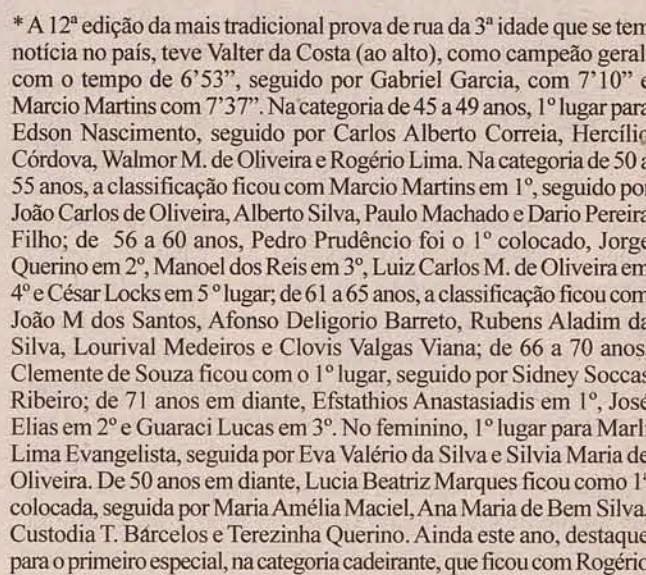 * A 12ª edição da mais tradicional prova de rua da 3ª idade que se tem
notícia no país, teve Valter da Costa (ao alto), como campeão geral
com o tempo de 6'53”, seguido por Gabriel Garcia, com 7'10” e
Marcio Martins com 7'37”. Na categoria de 45 a 49 anos, 1º lugar para
Edson Nascimento, seguido por Carlos Alberto Correia, Hercílio
Córdova, Walmor M. de Oliveira e Rogério Lima. Na categoria de 50 a
55 anos, a classificação ficou com Marcio Martins em 1º, seguido por
João Carlos de Oliveira, Alberto Silva, Paulo Machado e Dario Pereira
Filho; de 56 a 60 anos, Pedro Prudêncio foi o 1º colocado, Jorge
Querino em 2º, Manoel dos Reis em 3º, Luiz Carlos M. de Oliveira em
4º e César Locks em 5º lugar; de 61 a 65 anos, a classificação ficou com
João M dos Santos, Afonso Deligorio Barreto, Rubens Aladim da
Silva, Lourival Medeiros e Clovis Valgas Viana; de 66 a 70 anos
Clemente de Souza ficou com o 1º lugar, seguido por Sidney Soccas
Ribeiro; de 71 anos em diante, Efstathios Anastasiadis em 1º, José
Elias em 2º e Guaraci Lucas em 3º. No feminino, 1º lugar para Marli
Lima Evangelista, seguida por Eva Valério da Silva e Silvia Maria de
Oliveira. De 50 anos em diante, Lucia Beatriz Marques ficou como 1ª
colocada, seguida por Maria Amélia Maciel, Ana Maria de Bem Silva,
Custodia T. Bárcelos e Terezinha Querino. Ainda este ano, destaque
para o primeiro especial, na categoria cadeirante, que ficou com Rogério